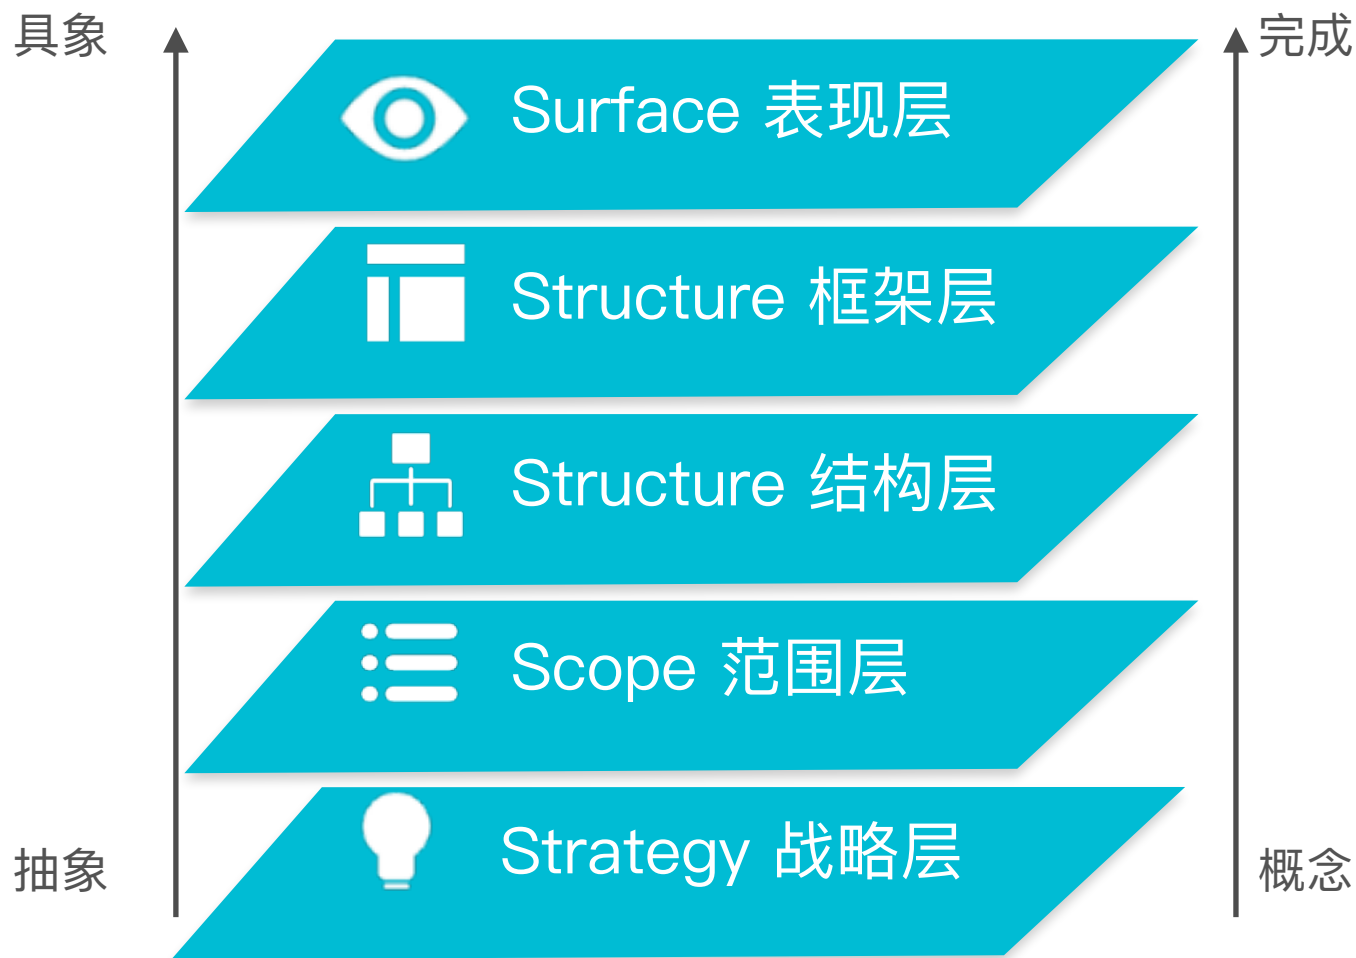 具象
完成
Surface 表现层
Structure 框架层
Structure 结构层
Scope 范围层
Strategy 战略层
抽象
概念